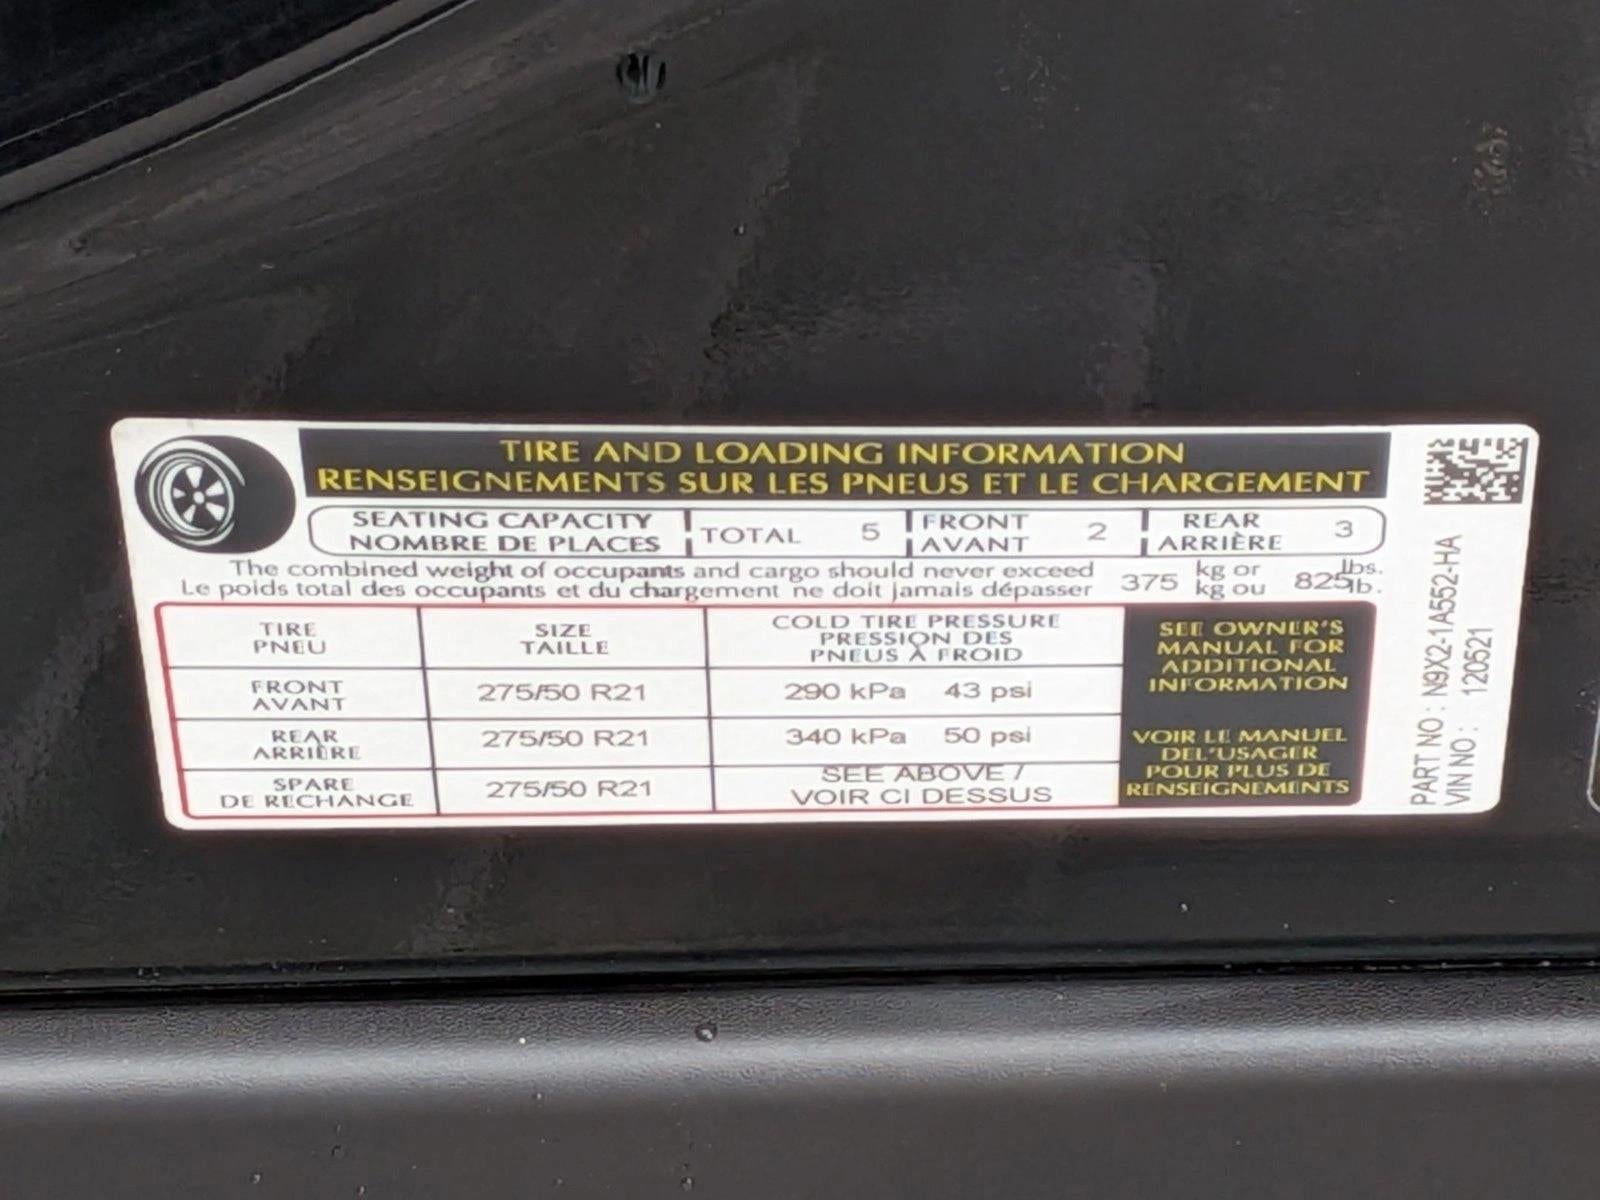 TIRE AND LOADING INFORMATION
RENSEIGNEMENTS SUR LES PNEUS ET LE CHARGEMENT
SEATING CAPACITY
NOMBRE DE PLACES
TOTAL 5
FRONT
AVANT
2
REAR
ARRIÈRE
3
The combined weight of occupants and cargo should never exceed
Le poids total des occupants et du chargement ne doit jamais dépasser
375
kg or
kg ou
825
lbs.
lb.
TIRE
PNEU
SIZE
TAILLE
COLD TIRE PRESSURE
PRESSION DES
PNEUS À FROID
FRONT
AVANT
275/50 R21
290 kPa 43 psi
REAR
ARRIÈRE
275/50 R21
340 kPa 50 psi
SPARE
DE RECHANGE
275/50 R21
SEE ABOVE /
VOIR CI DESSUS
SEE OWNER'S
MANUAL FOR
ADDITIONAL
INFORMATION
VOIR LE MANUEL
DEL'USAGER
POUR PLUS DE
RENSEIGNEMENTS
PART NO : N9X2-1A552-HA
VIN NO : 120521